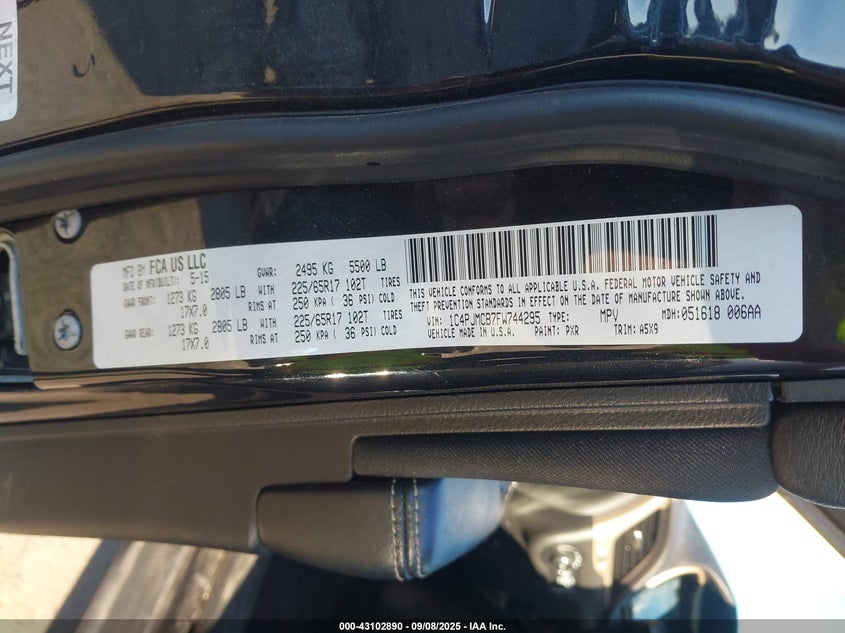 NEXT
MFD BY FCA US LLC
DATE OF MFR(BUILT): 5-15 GVWR: 2495 KG 5500 LB
GAWR FRONT: 1273 KG 2805 LB WITH 225/65R17 102T TIRES
17X7.0 RIMS AT 250 KPA ( 36 PSI) COLD
GAWR REAR: 1273 KG 2805 LB WITH 225/65R17 102T TIRES
17X7.0 RIMS AT 250 KPA ( 36 PSI) COLD
THIS VEHICLE CONFORMS TO ALL APPLICABLE U.S.A. FEDERAL MOTOR VEHICLE SAFETY AND
THEFT PREVENTION STANDARDS IN EFFECT ON THE DATE OF MANUFACTURE SHOWN ABOVE.
VIN: 1C4PJMCB7FW744295 TYPE: MPV MDH: 051618 006AA
VEHICLE MADE IN U.S.A. PAINT: PXR TRIM: A5X9
000-43102890 - 09/08/2025 - IAA Inc.